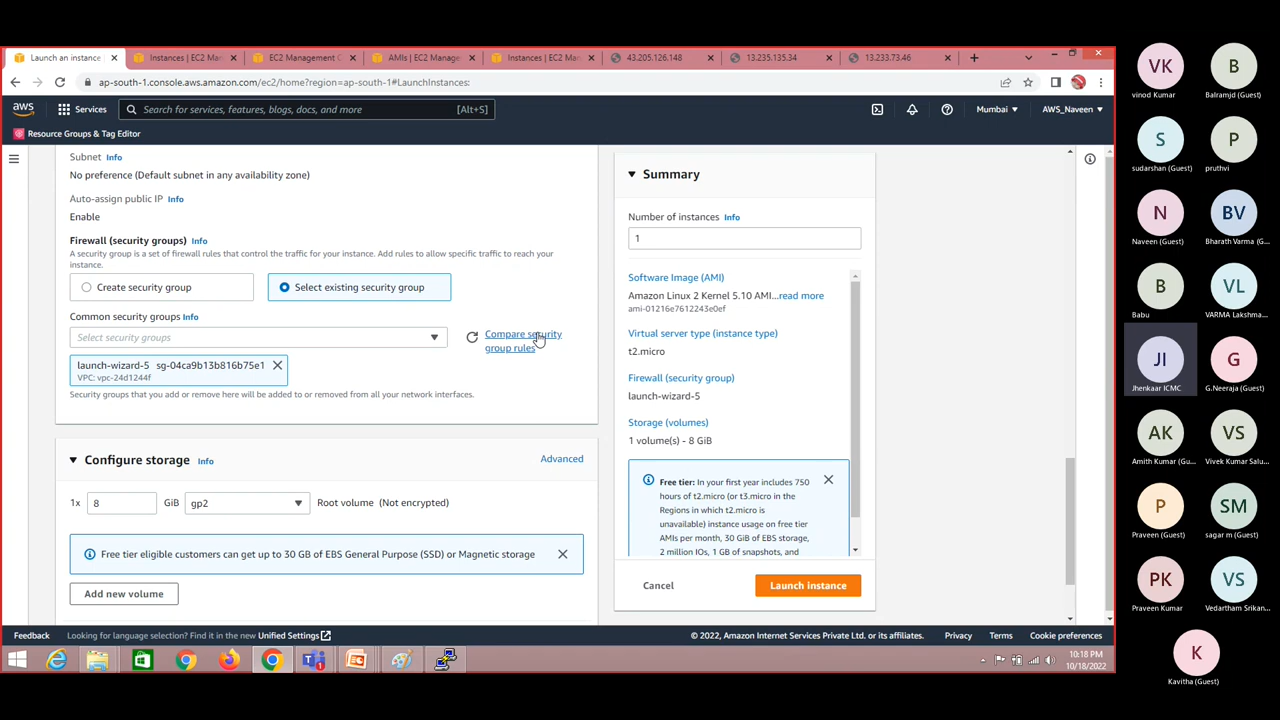 Launch an instance
Instances | EC2 Man
EC2 Management C
AMIs | EC2 Manage
Instances | EC2 Man
43.205.126.148
13.235.135.34
13.233.73.46
ap-south-1.console.aws.amazon.com/ec2/home?region=ap-south-1#LaunchInstances:
aws
Services
Search for services, features, blogs, docs, and more
[Alt+S]
Mumbai
AWS_Naveen
Resource Groups & Tag Editor
Subnet Info
No preference (Default subnet in any availability zone)
Auto-assign public IP Info
Enable
Firewall (security groups) Info
A security group is a set of firewall rules that control the traffic for your instance. Add rules to allow specific traffic to reach your
instance.
Create security group
Select existing security group
Common security groups Info
Select security groups
Compare security
group rules
launch-wizard-5 sg-04ca9b13b816b75e1
VPC: vpc-24d1244f
Security groups that you add or remove here will be added to or removed from all your network interfaces.
Configure storage Info
Advanced
1x 8 GiB gp2 Root volume (Not encrypted)
Free tier eligible customers can get up to 30 GB of EBS General Purpose (SSD) or Magnetic storage
Add new volume
Summary
Number of instances Info
1
Software Image (AMI)
Amazon Linux 2 Kernel 5.10 AMI...read more
ami-01216e7612243e0ef
Virtual server type (instance type)
t2.micro
Firewall (security group)
launch-wizard-5
Storage (volumes)
1 volume(s) - 8 GiB
Free tier: In your first year includes 750
hours of t2.micro (or t3.micro in the
Regions in which t2.micro is
unavailable) instance usage on free tier
AMIs per month, 30 GiB of EBS storage,
2 million IOs, 1 GB of snapshots, and
Cancel
Launch instance
Feedback
Looking for language selection? Find it in the new Unified Settings
© 2022, Amazon Internet Services Private Ltd. or its affiliates.
Privacy
Terms
Cookie preferences
10:18 PM
10/18/2022
VK
vinod Kumar
B
Balramjd (Guest)
S
sudarshan (Guest)
P
pruthvi
N
Naveen (Guest)
BV
Bharath Varma (G...
B
Babu
VL
VARMA Lakshma...
JI
Jhenkaar ICMC
G
G.Neeraja (Guest)
AK
Amith Kumar (Gu...
VS
Vivek Kumar Salu...
P
Praveen (Guest)
SM
sagar m (Guest)
PK
Praveen Kumar
VS
Vedartham Srikan...
K
Kavitha (Guest)